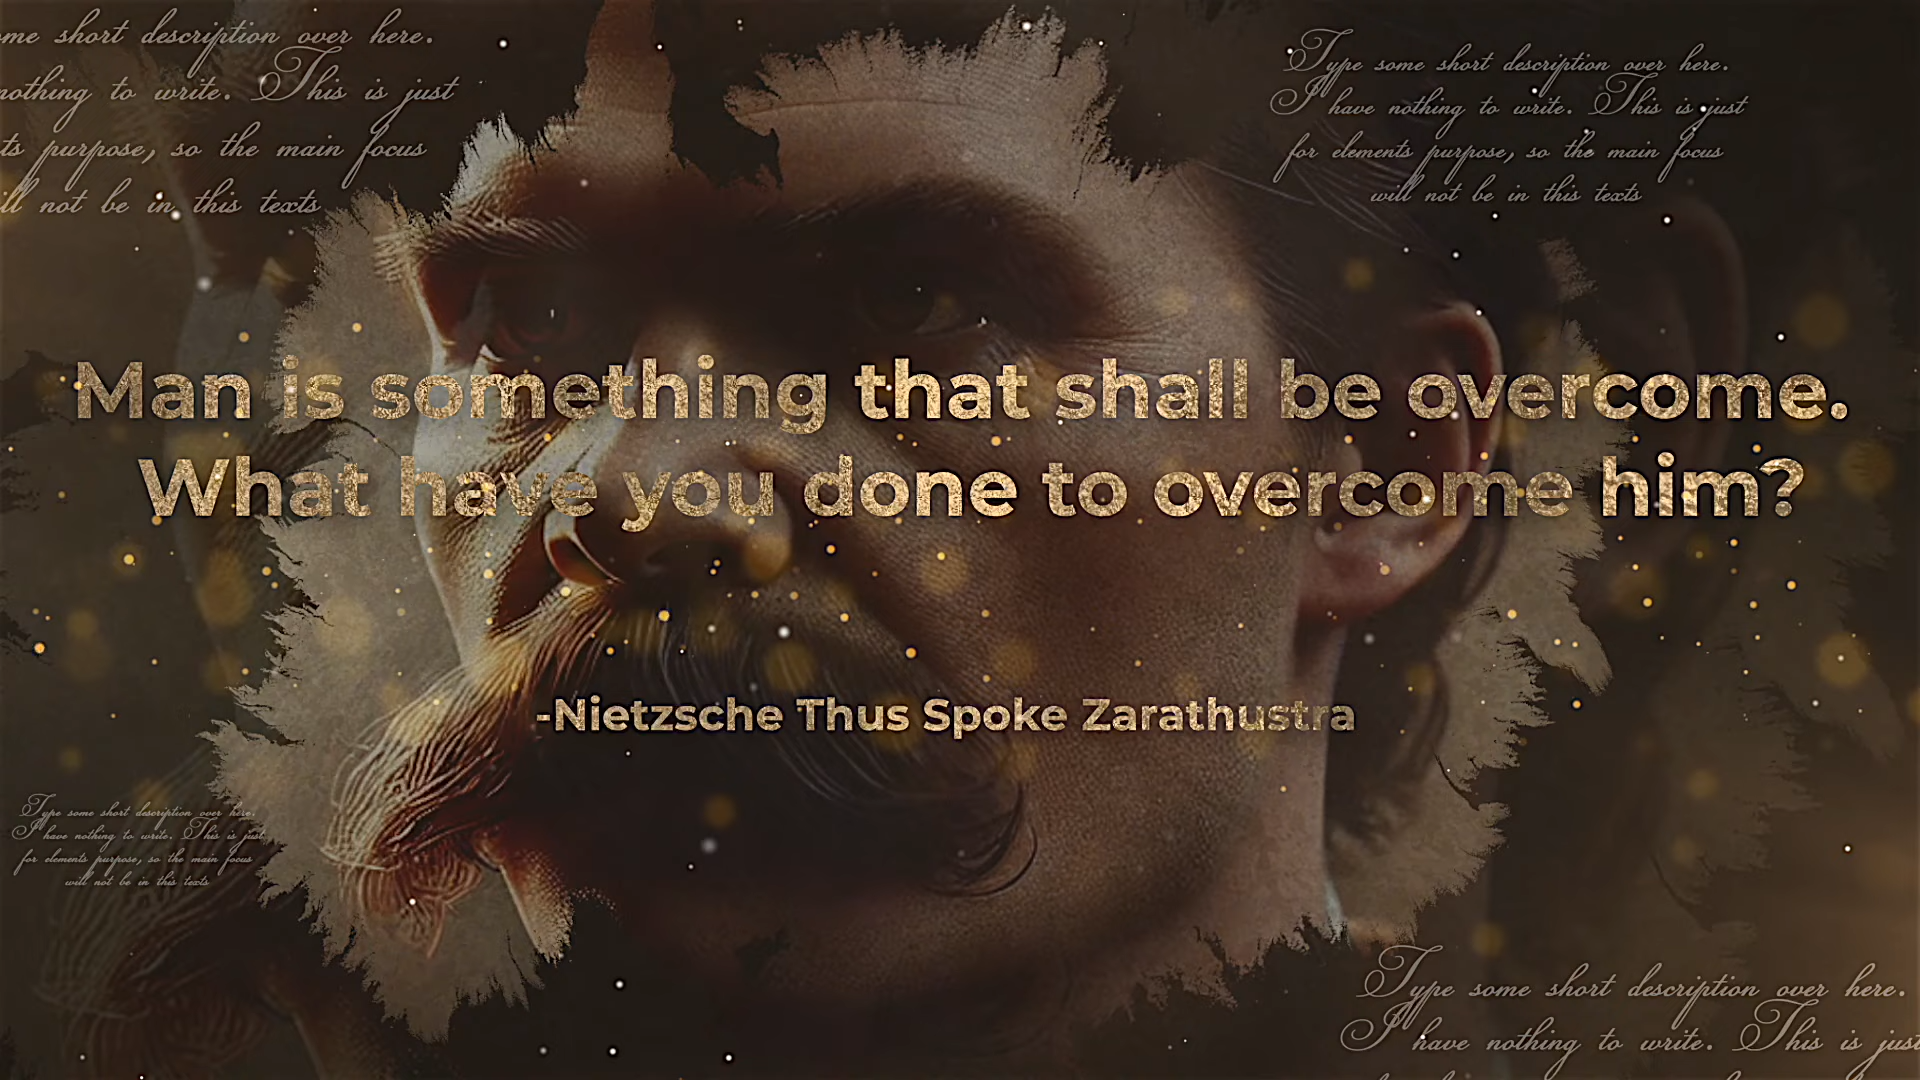 ome short description over here.
nothing to write. This is just
ts purpose, so the main focus
ll not be in this texts
Type some short description over here.
I have nothing to write. This is just
for elements purpose, so the main focus
will not be in this texts
Man is something that shall be overcome.
What have you done to overcome him?
-Nietzsche Thus Spoke Zarathustra
Type some short description over here.
I have nothing to write. This is just
for elements purpose, so the main focus
will not be in this texts
Type some short description over here.
I have nothing to write. This is just